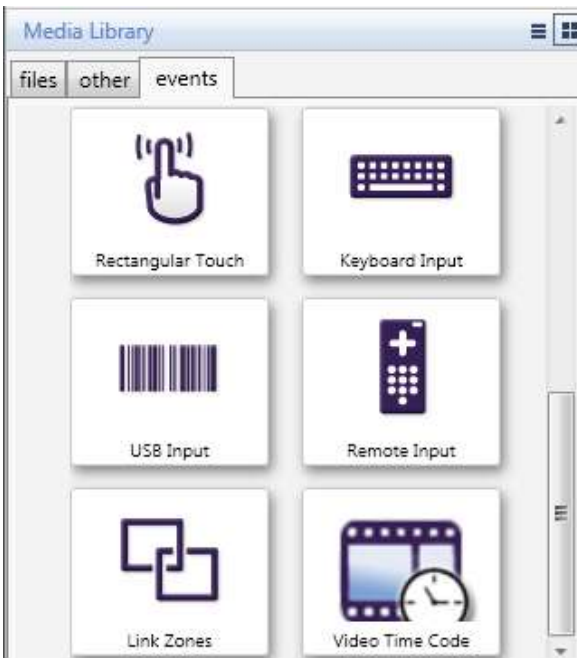 Media Library
files other events
Rectangular Touch Keyboard Input
USB Input Remote Input
Link Zones Video Time Code